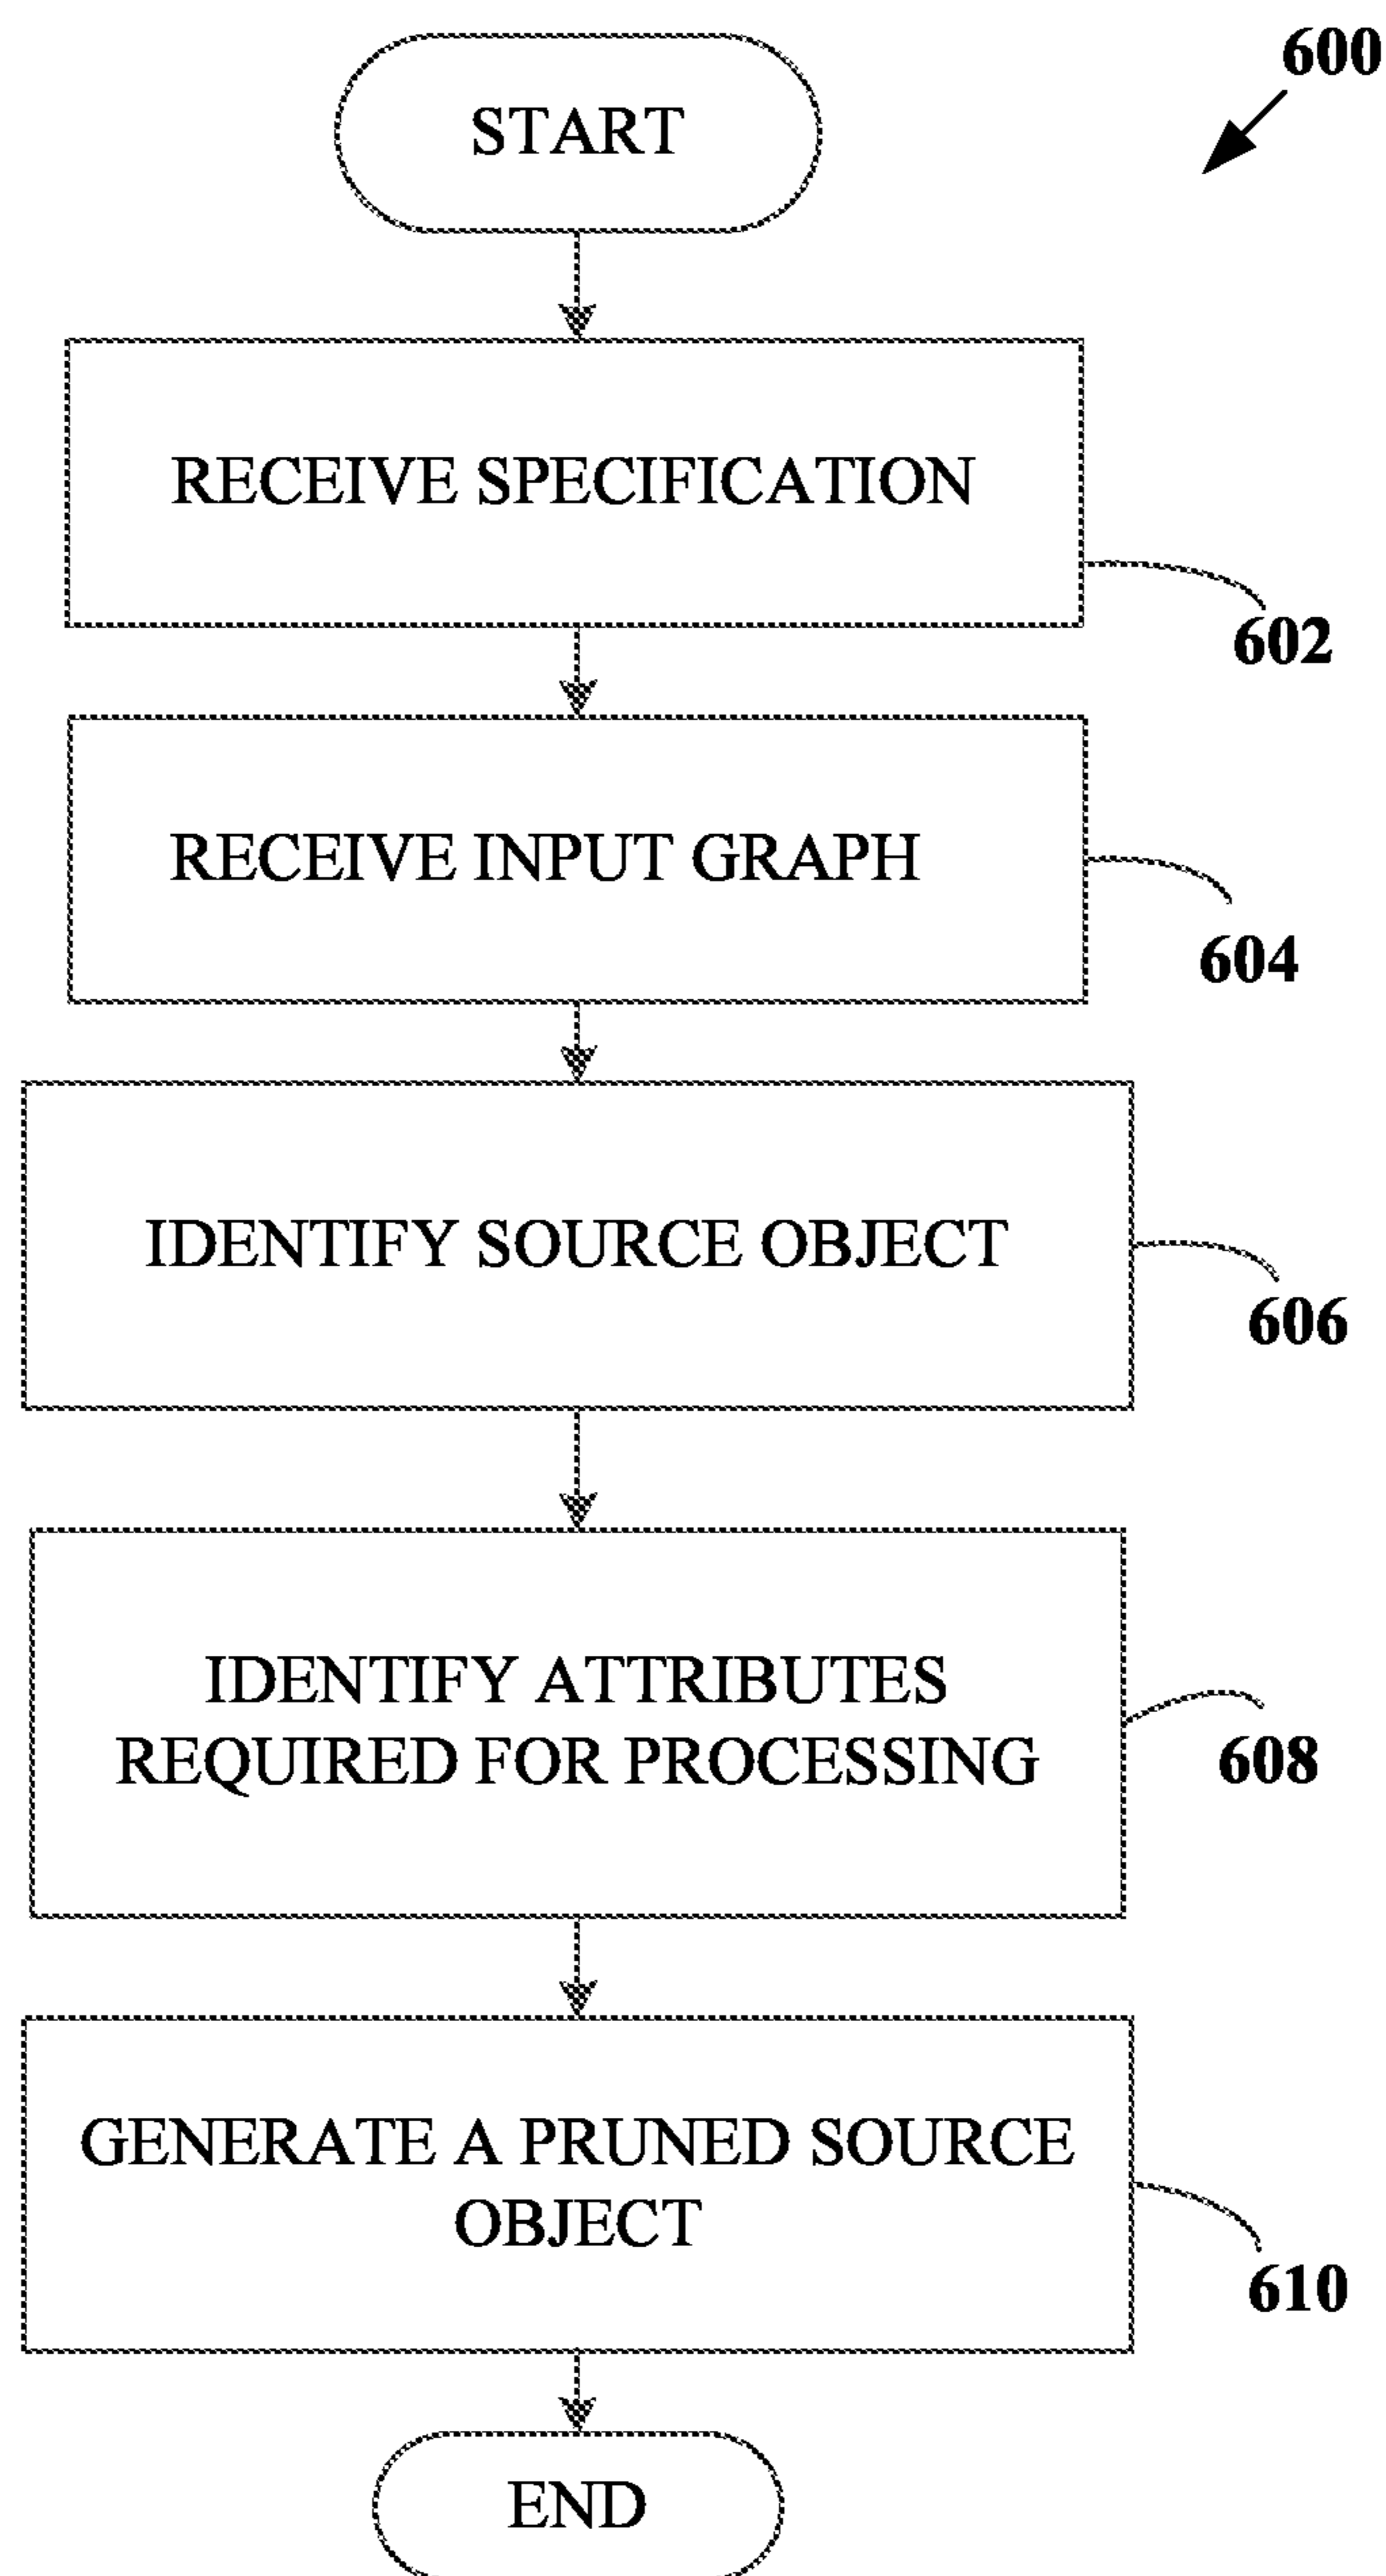 600
START
RECEIVE SPECIFICATION
602
RECEIVE INPUT GRAPH
604
IDENTIFY SOURCE OBJECT
606
IDENTIFY ATTRIBUTES
REQUIRED FOR PROCESSING
608
GENERATE A PRUNED SOURCE
OBJECT
610
END